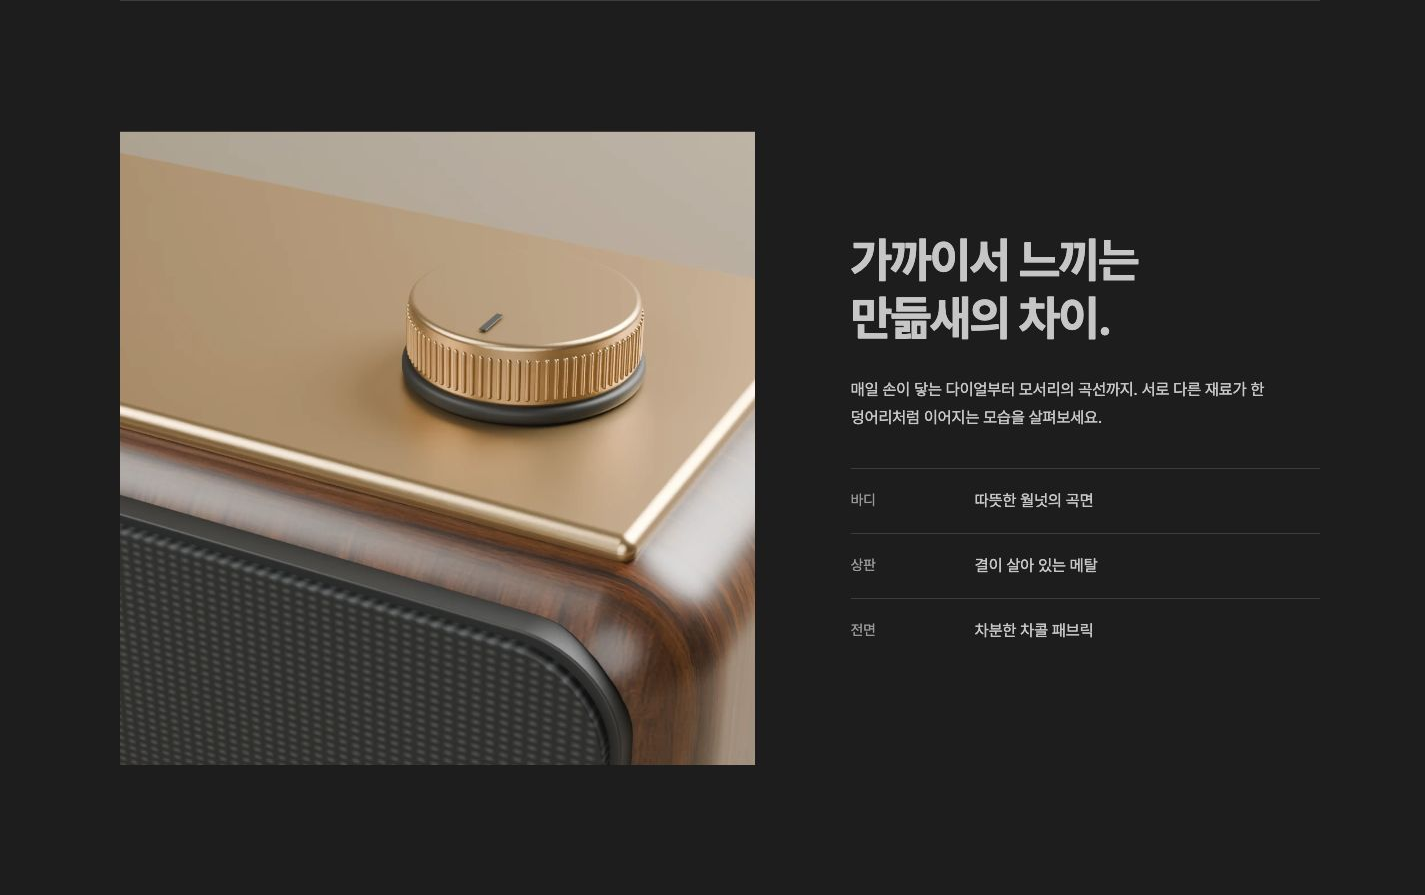 가까이서 느끼는
만듦새의 차이.
매일 손이 닿는 다이얼부터 모서리의 곡선까지. 서로 다른 재료가 한
덩어리처럼 이어지는 모습을 살펴보세요.
바디 따뜻한 월넛의 곡면
상판 결이 살아 있는 메탈
전면 차분한 차콜 패브릭